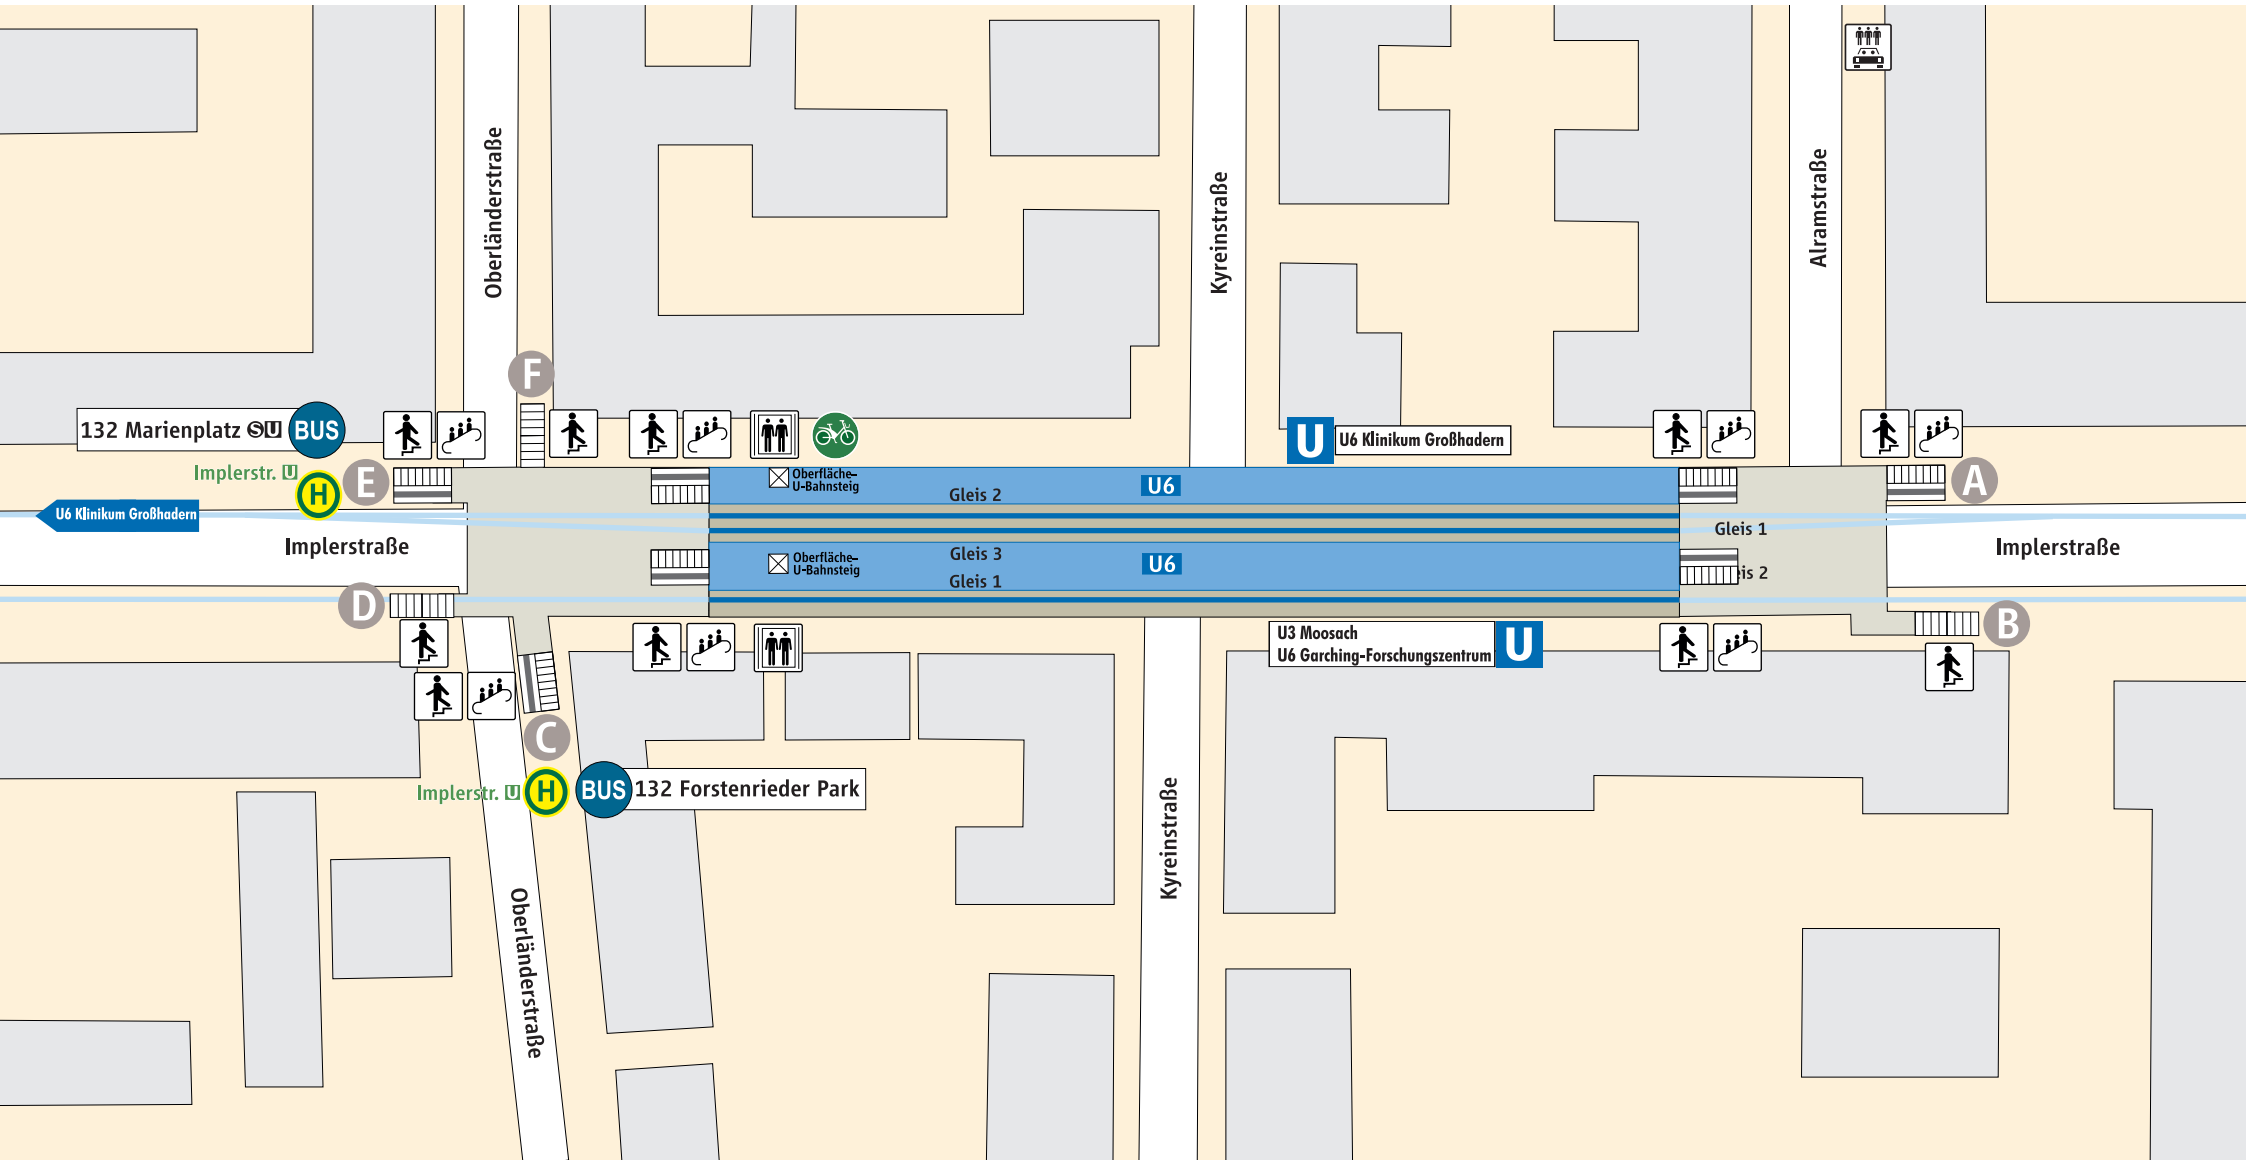 Oberländerstraße
Kyreinstraße
Alramstraße
F
132 Marienplatz S U BUS
Implerstr. U
H
E
U6 Klinikum Großhadern
Implerstraße
D
U U6 Klinikum Großhadern
Oberfläche–
U-Bahnsteig
Gleis 2
U6
Gleis 1
A
Implerstraße
Oberfläche–
U-Bahnsteig
Gleis 3
U6
Gleis 1
eis 2
B
U3 Moosach
U6 Garching-Forschungszentrum
U
C
Implerstr. U
H
BUS 132 Forstenrieder Park
Kyreinstraße
Oberländerstraße